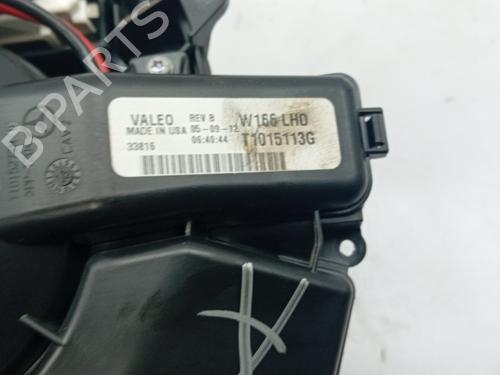 VALEO REV B W166 LHD
MADE IN USA 05-09-12 T1015113G
33816 06:40:44
B-Parts